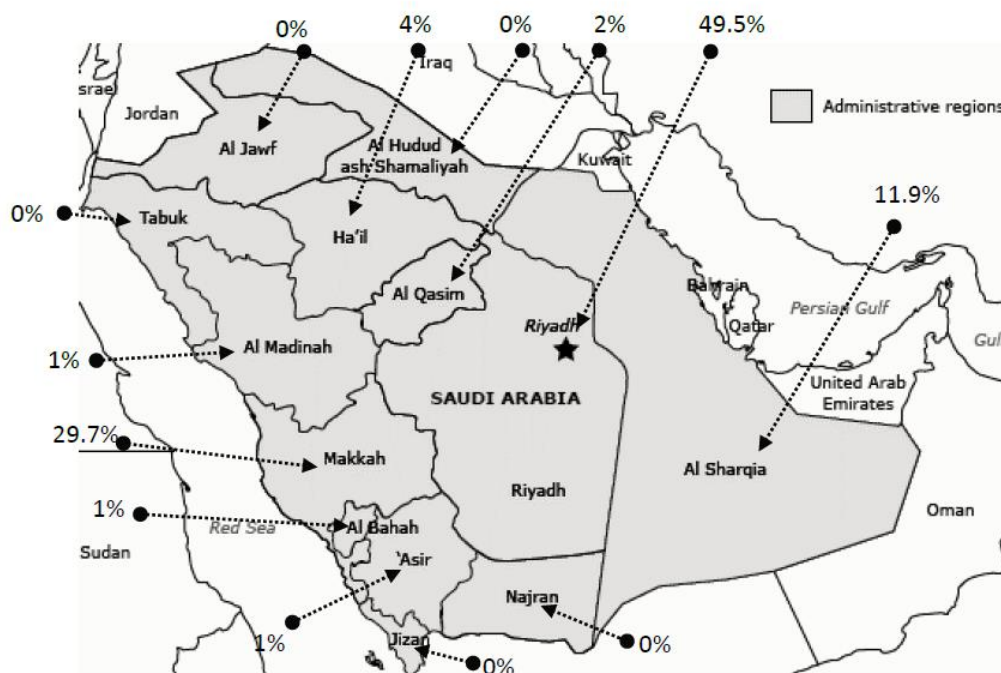 0%
4%
0%
2%
49.5%
Iraq
srael
Jordan
Administrative regions
Al Jawf
Al Hudud
ash Shamaliyah
Kuwait
11.9%
0%
Tabuk
Ha'il
Al Qasim
Bahrain
Persian Gulf
Riyadh
Qatar
Gul
1%
Al Madinah
United Arab
Emirates
SAUDI ARABIA
29.7%
Makkah
Al Sharqia
Riyadh
1%
Red Sea
Al Bahah
Oman
Sudan
'Asir
Najran
1%
Jizan
0%
0%